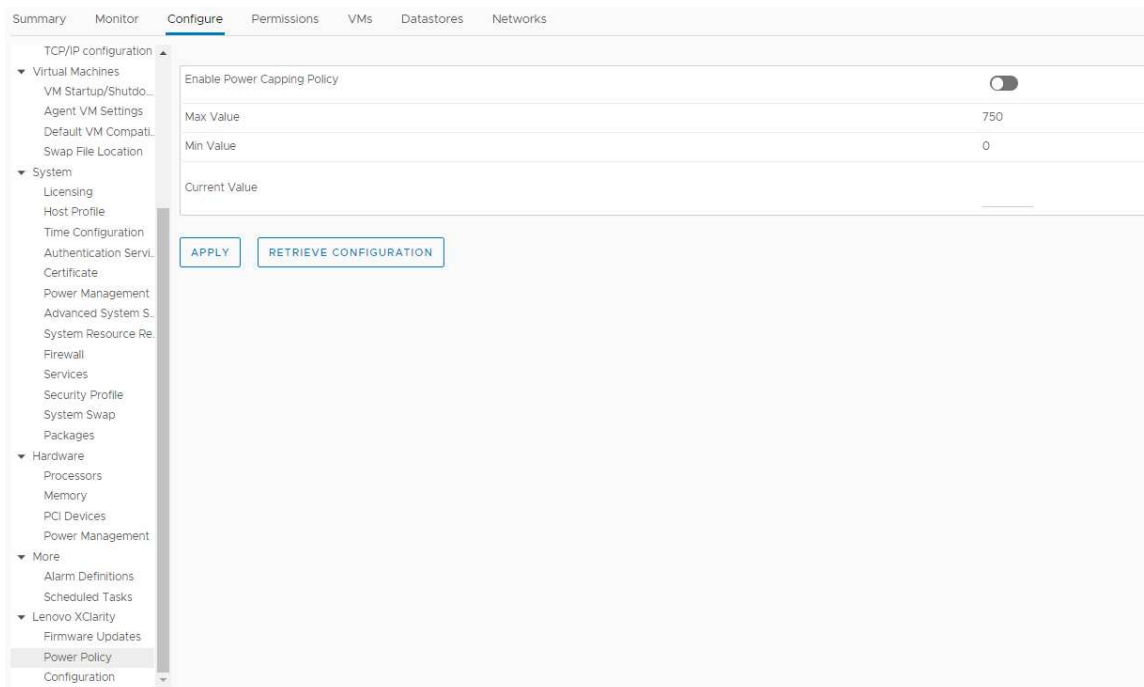 Summary Monitor Configure Permissions VMs Datastores Networks
TCP/IP configuration
Virtual Machines
VM Startup/Shutdo...
Agent VM Settings
Default VM Compati..
Swap File Location
System
Licensing
Host Profile
Time Configuration
Authentication Servi..
Certificate
Power Management
Advanced System S..
System Resource Re.
Firewall
Services
Security Profile
System Swap
Packages
Hardware
Processors
Memory
PCI Devices
Power Management
More
Alarm Definitions
Scheduled Tasks
Lenovo XClarity
Firmware Updates
Power Policy
Configuration
Enable Power Capping Policy
Max Value 750
Min Value 0
Current Value
APPLY RETRIEVE CONFIGURATION